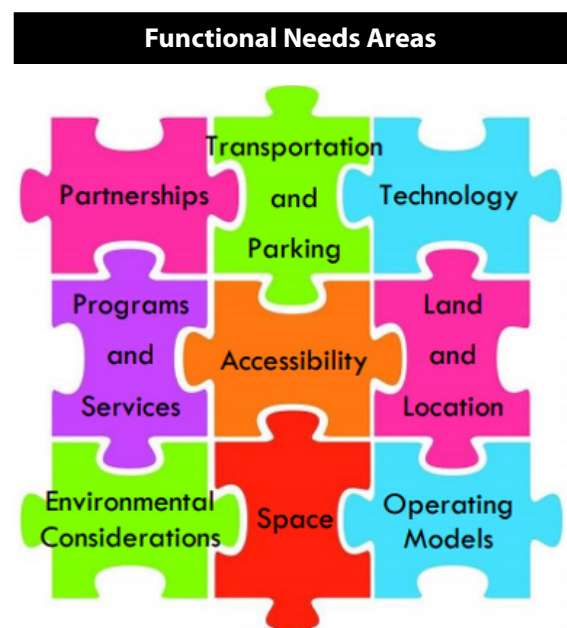 Functional Needs Areas
Partnerships
Transportation
and
Parking
Technology
Programs
and
Services
Accessibility
Land
and
Location
Environmental
Considerations
Space
Operating
Models